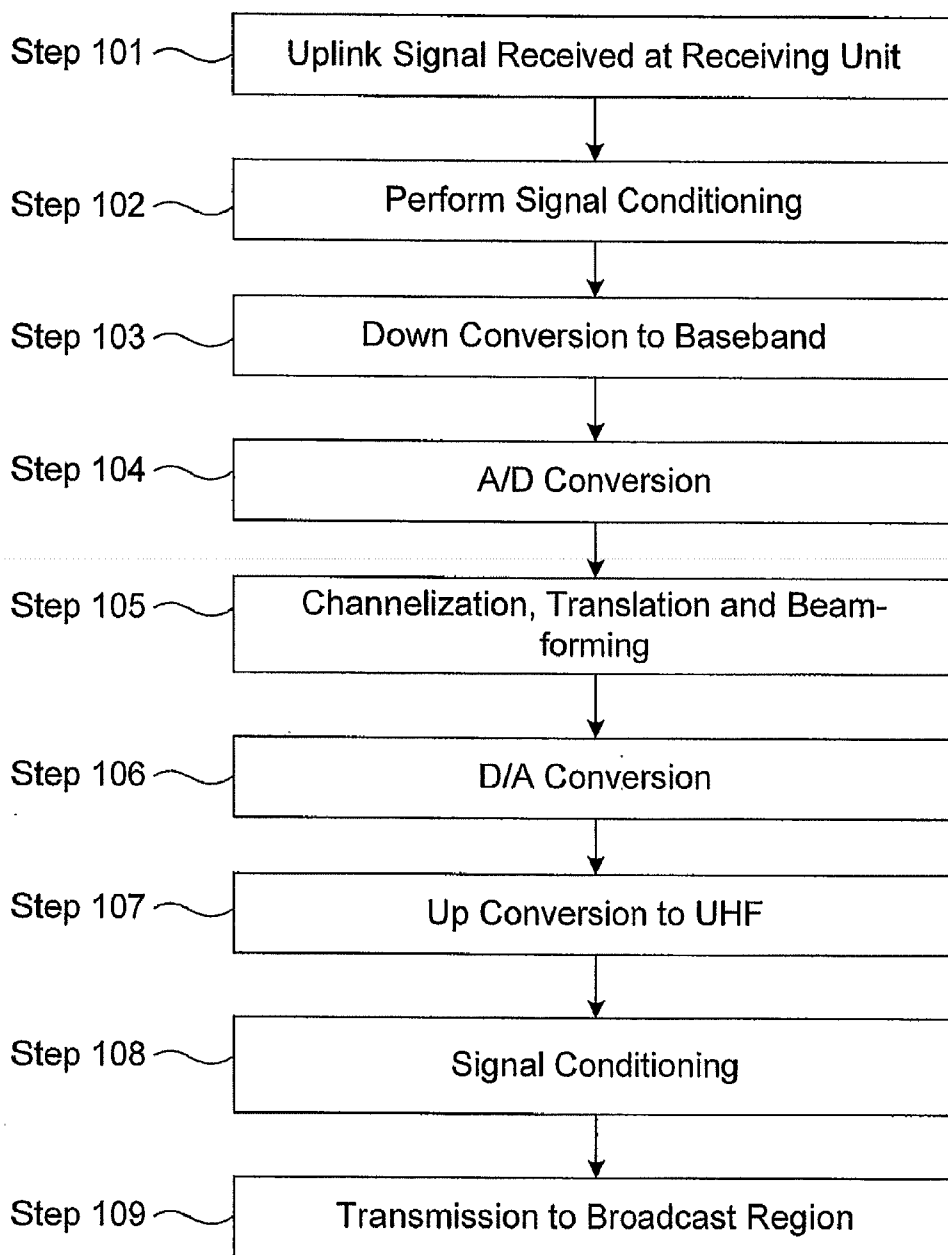 Step 101
Uplink Signal Received at Receiving Unit
Step 102
Perform Signal Conditioning
Step 103
Down Conversion to Baseband
Step 104
A/D Conversion
Step 105
Channelization, Translation and Beam-
forming
Step 106
D/A Conversion
Step 107
Up Conversion to UHF
Step 108
Signal Conditioning
Step 109
Transmission to Broadcast Region